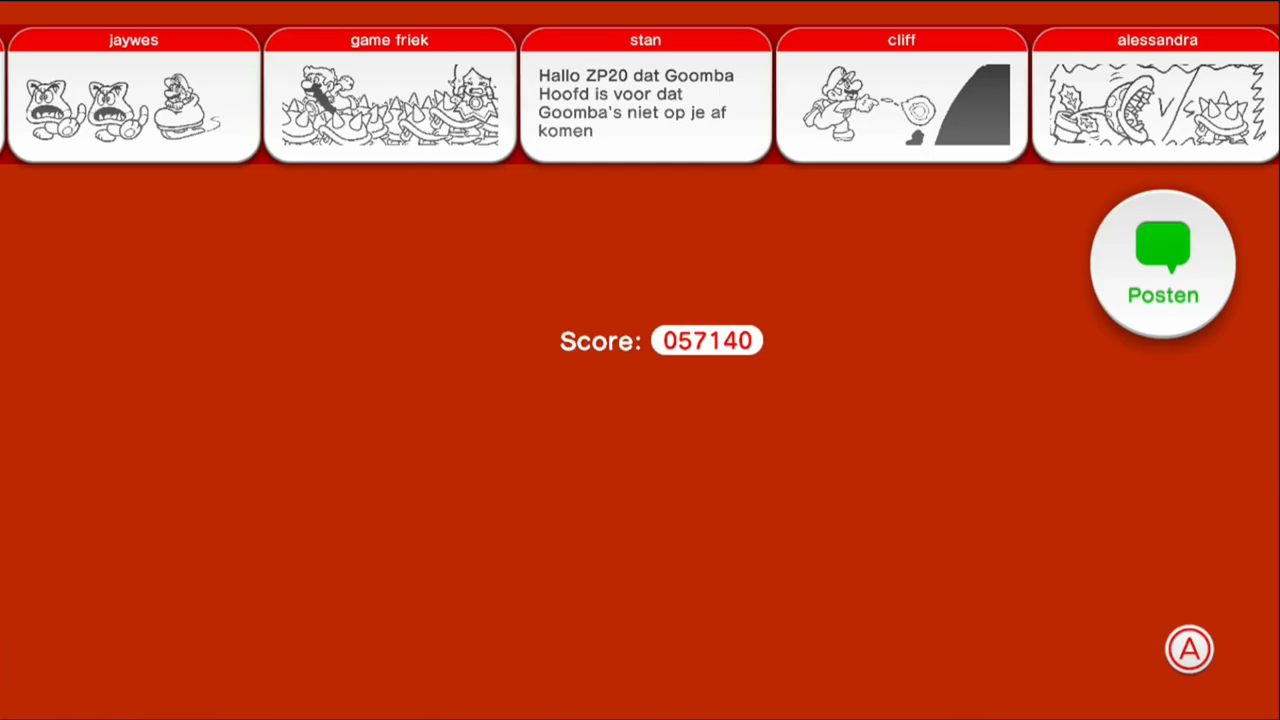 jaywes
game friek
stan
cliff
alessandra
Hallo ZP20 dat Goomba
Hoofd is voor dat
Goomba's niet op je af
komen
V
Posten
Score: 057140
A